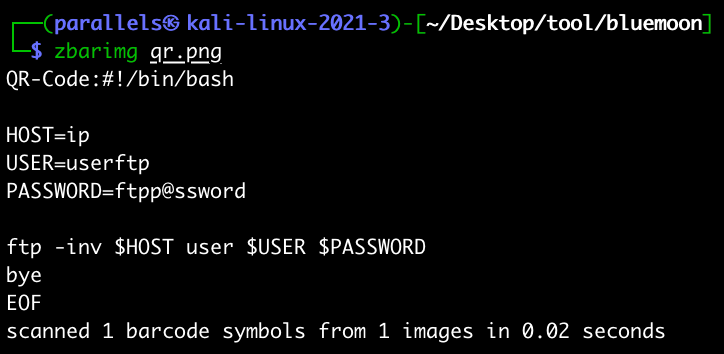 ┌──(parallels㉿kali-linux-2021-3)-[~/Desktop/tool/bluemoon]
└─$ zbarimg qr.png
QR-Code:#!/bin/bash
HOST=ip
USER=userftp
PASSWORD=ftpp@ssword
ftp -inv $HOST user $USER $PASSWORD
bye
EOF
scanned 1 barcode symbols from 1 images in 0.02 seconds